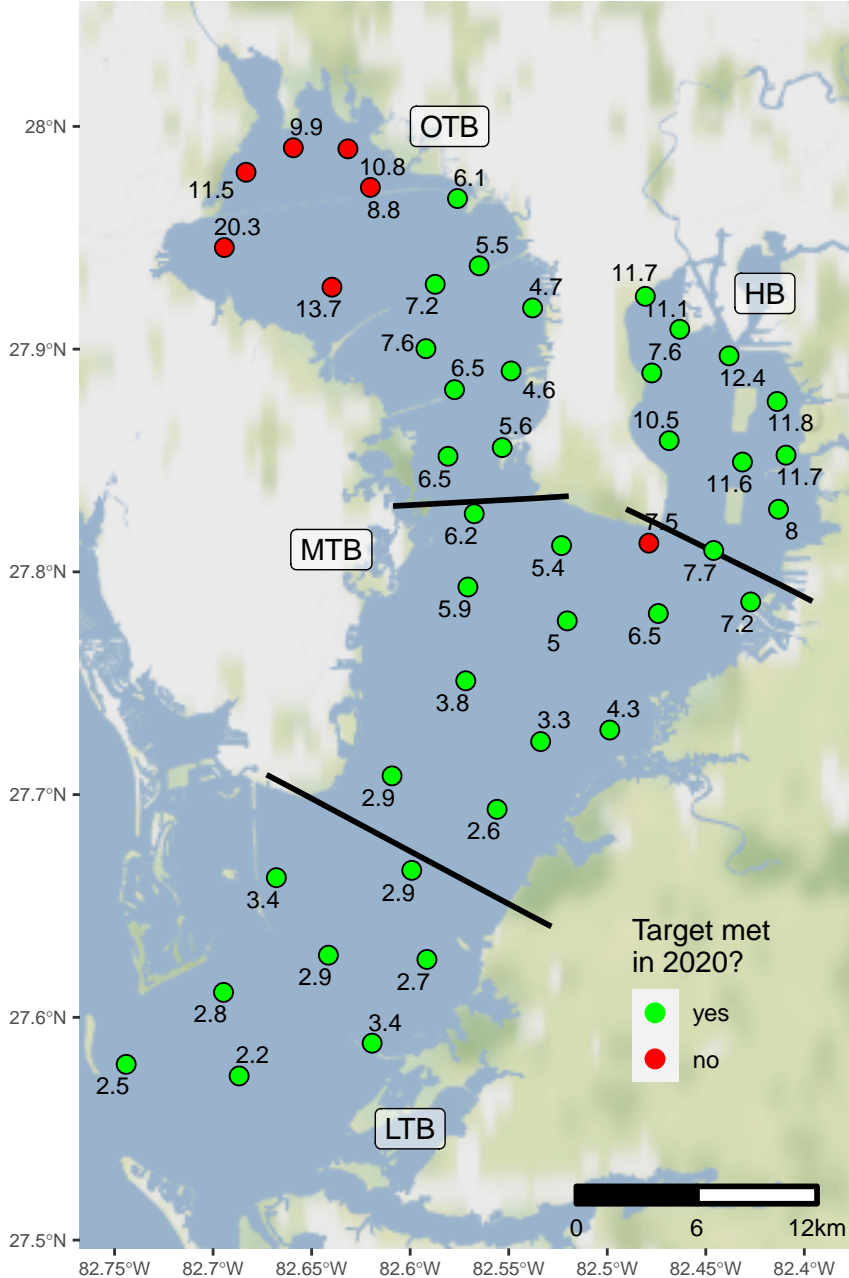 28°N
27.9°N
27.8°N
27.7°N
27.6°N
27.5°N
9.9
OTB
10.8
11.5
8.8
6.1
20.3
5.5
4.7
7.2
13.7
11.7
HB
11.1
7.6
7.6
12.4
6.5
4.6
11.8
10.5
5.6
6.5
11.6
11.7
7.5
8
6.2
MTB
5.4
7.7
5.9
5
6.5
7.2
3.8
3.3
4.3
2.9
2.6
3.4
2.9
2.9
2.7
2.8
3.4
2.5
2.2
LTB
Target met
in 2020?
yes
no
0 6 12km
82.75°W 82.7°W 82.65°W 82.6°W 82.55°W 82.5°W 82.45°W 82.4°W